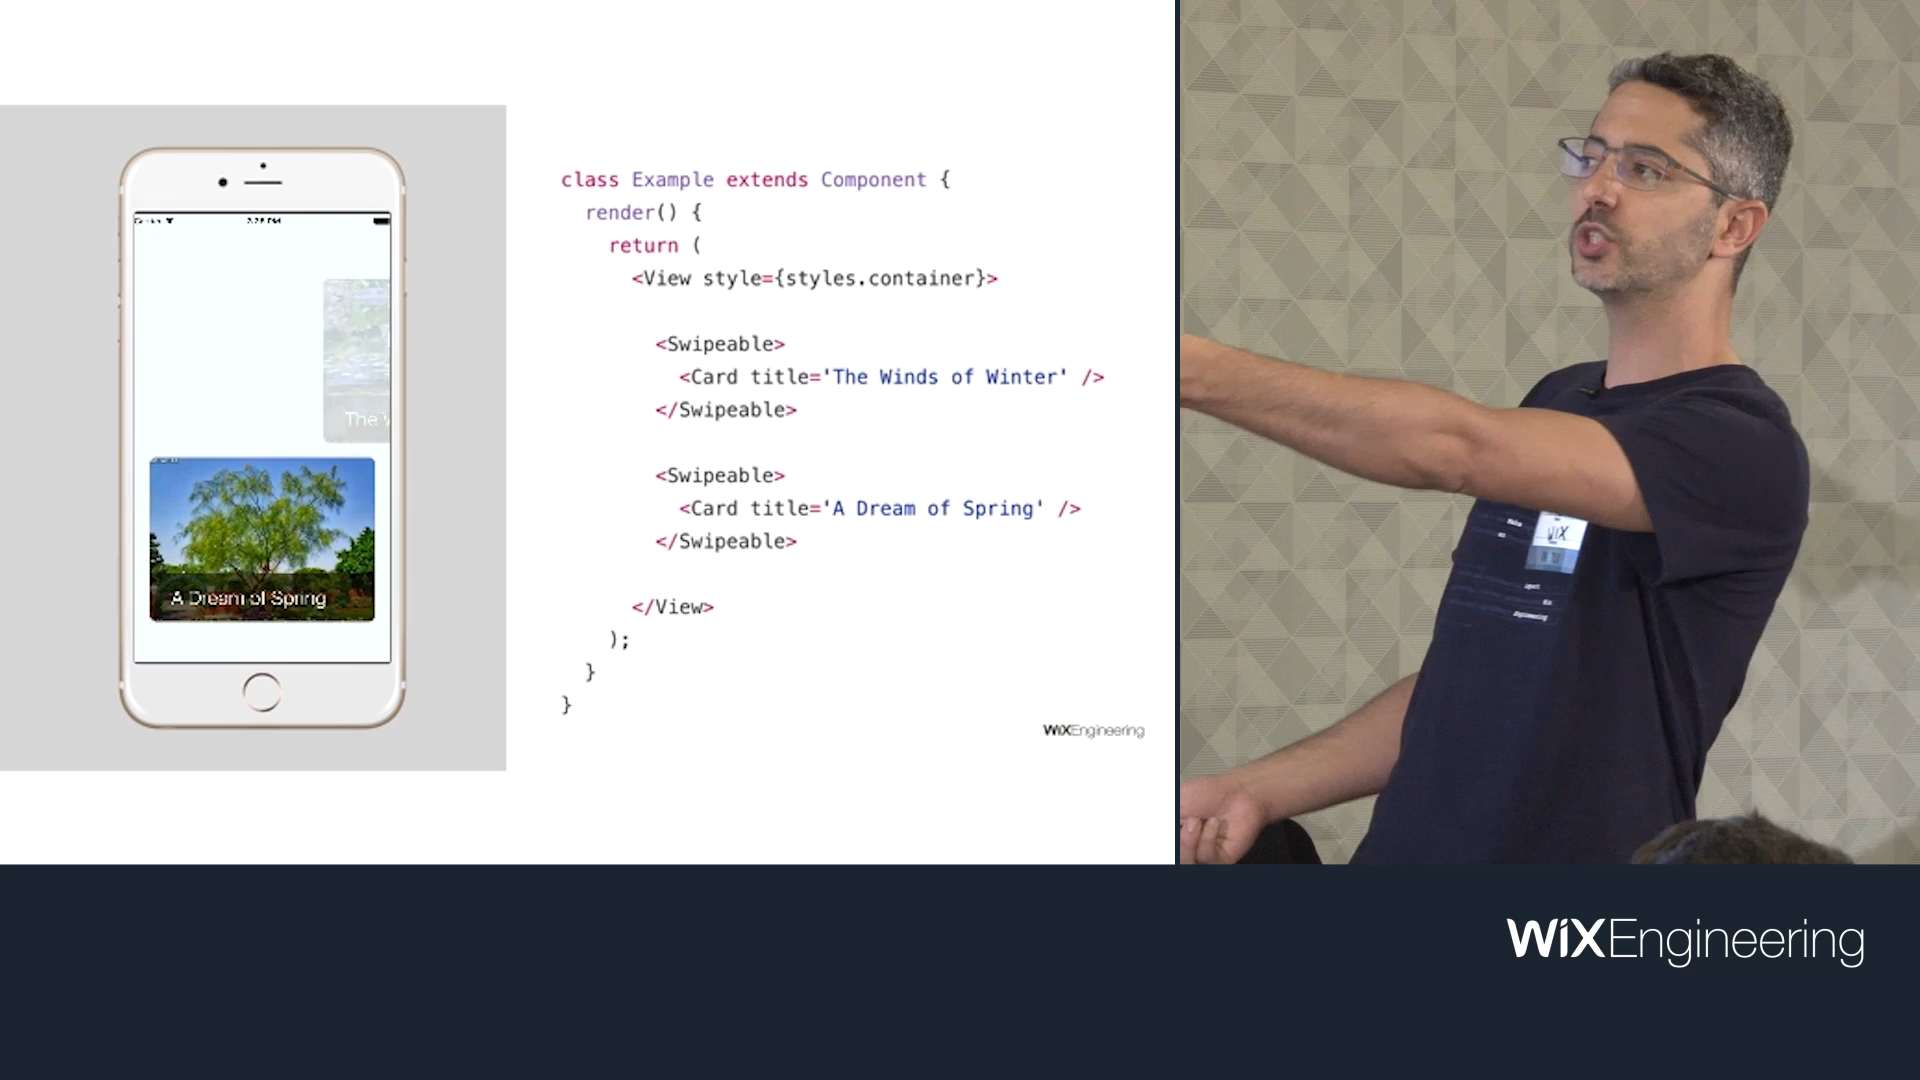 The W
A Dream of Spring
class Example extends Component {
render() {
return (
<View style={styles.container}>
<Swipeable>
<Card title='The Winds of Winter' />
</Swipeable>
<Swipeable>
<Card title='A Dream of Spring' />
</Swipeable>
</View>
);
}
}
WiXEngineering
WiX
WiXEngineering